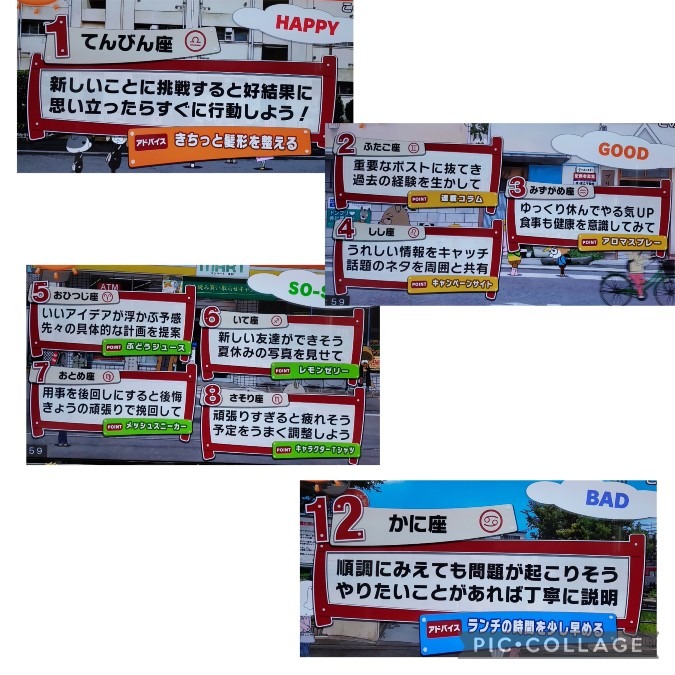 HAPPY
1 てんびん座
新しいことに挑戦すると好結果に
思い立ったらすぐに行動しよう!
アドバイス きちっと髪形を整える
GOOD
2 ふたご座
重要なポストに抜てき
過去の経験を生かして
POINT 連載コラム
3 みずがめ座
ゆっくり休んでやる気UP
食事も健康を意識してみて
POINT アロマスプレー
4 しし座
うれしい情報をキャッチ
話題のネタを周囲と共有
POINT キャンペーンサイト
59
MART
ATM
SO-S
5 おひつじ座
いいアイデアが浮かぶ予感
先々の具体的な計画を提案
POINT ぶどうジュース
6 いて座
新しい友達ができそう
夏休みの写真を見せて
POINT レモンゼリー
7 おとめ座
用事を後回しにすると後悔
きょうの頑張りで挽回して
POINT メッシュスニーカー
8 さそり座
頑張りすぎると疲れそう
予定をうまく調整しよう
POINT キャラクターTシャツ
59
BAD
12 かに座
順調にみえても問題が起こりそう
やりたいことがあれば丁寧に説明
アドバイス ランチの時間を少し早める
PIC•COLLAGE